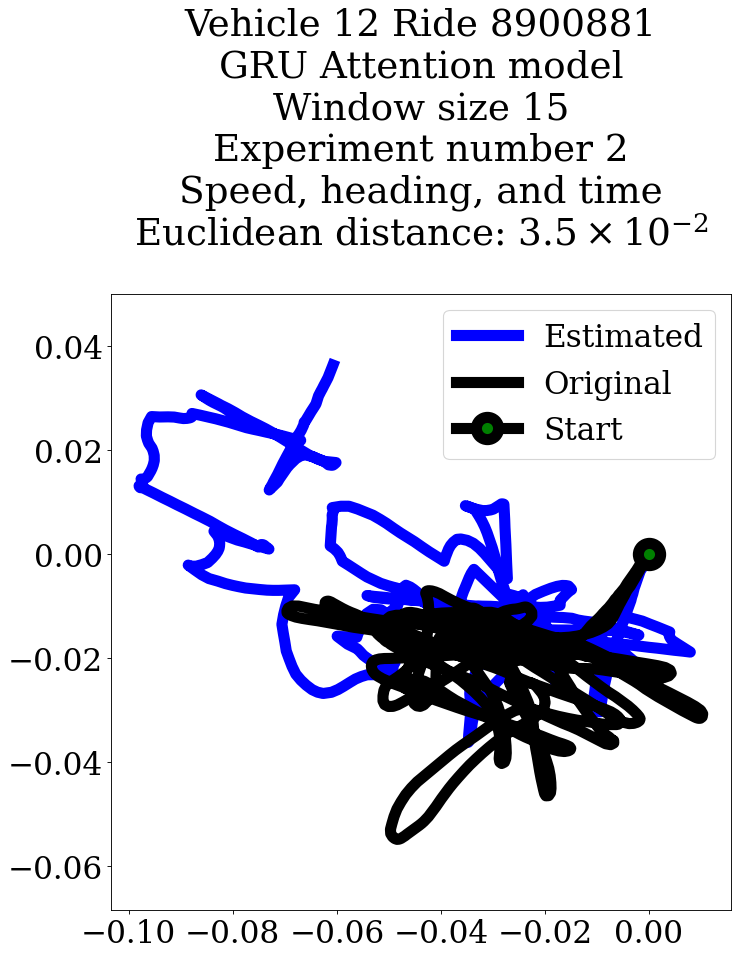 Vehicle 12 Ride 8900881
GRU Attention model
Window size 15
Experiment number 2
Speed, heading, and time
Euclidean distance: 3.5 × 10⁻²
Estimated
Original
Start
0.04
0.02
0.00
−0.02
−0.04
−0.06
−0.10 −0.08 −0.06 −0.04 −0.02 0.00